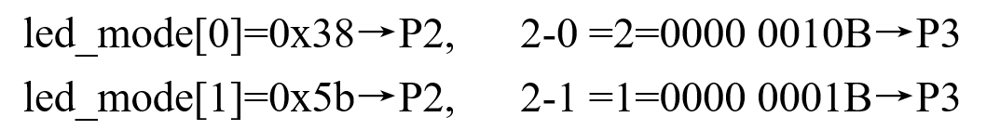 led_mode[0]=0x38→P2, 2-0 =2=0000 0010B→P3
led_mode[1]=0x5b→P2, 2-1 =1=0000 0001B→P3